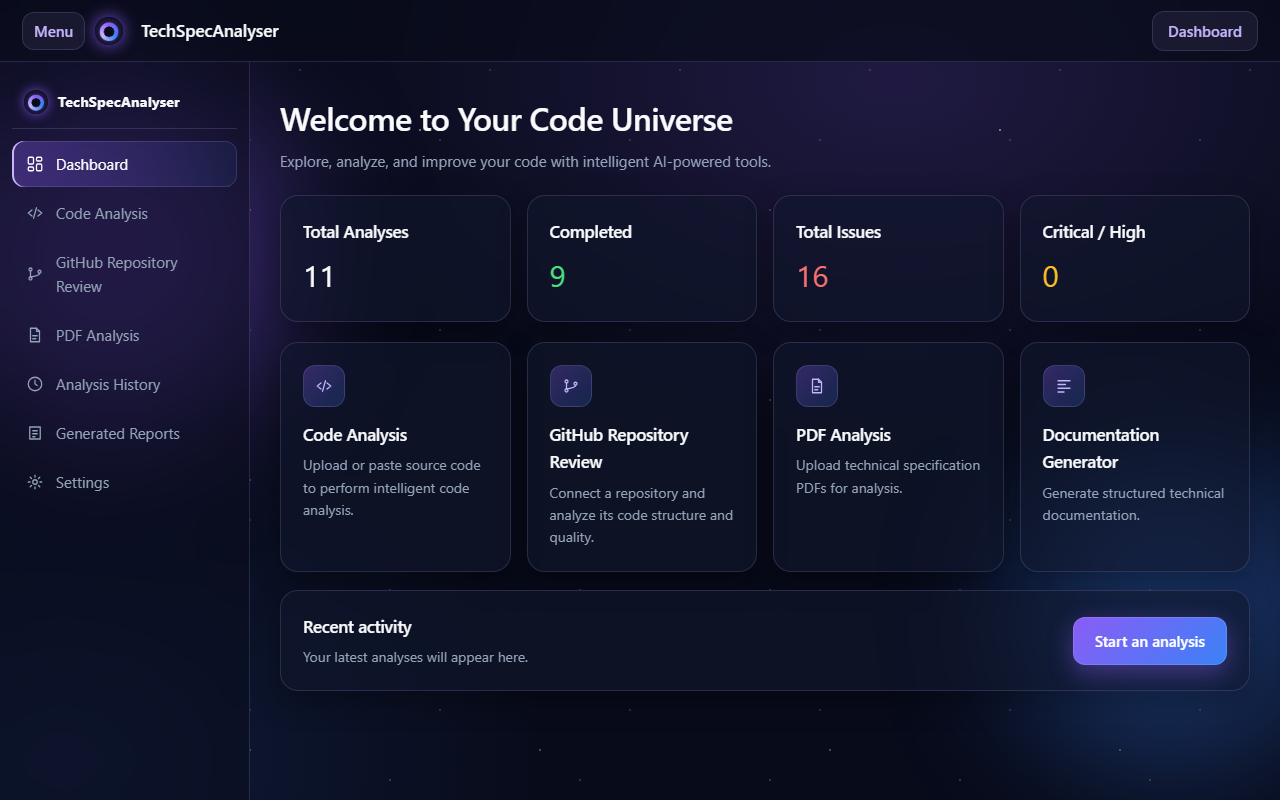 Menu
TechSpecAnalyser
Dashboard
TechSpecAnalyser
Dashboard
Code Analysis
GitHub Repository
Review
PDF Analysis
Analysis History
Generated Reports
Settings
Welcome to Your Code Universe
Explore, analyze, and improve your code with intelligent AI-powered tools.
Total Analyses
11
Completed
9
Total Issues
16
Critical / High
0
Code Analysis
Upload or paste source code
to perform intelligent code
analysis.
GitHub Repository
Review
Connect a repository and
analyze its code structure and
quality.
PDF Analysis
Upload technical specification
PDFs for analysis.
Documentation
Generator
Generate structured technical
documentation.
Recent activity
Your latest analyses will appear here.
Start an analysis